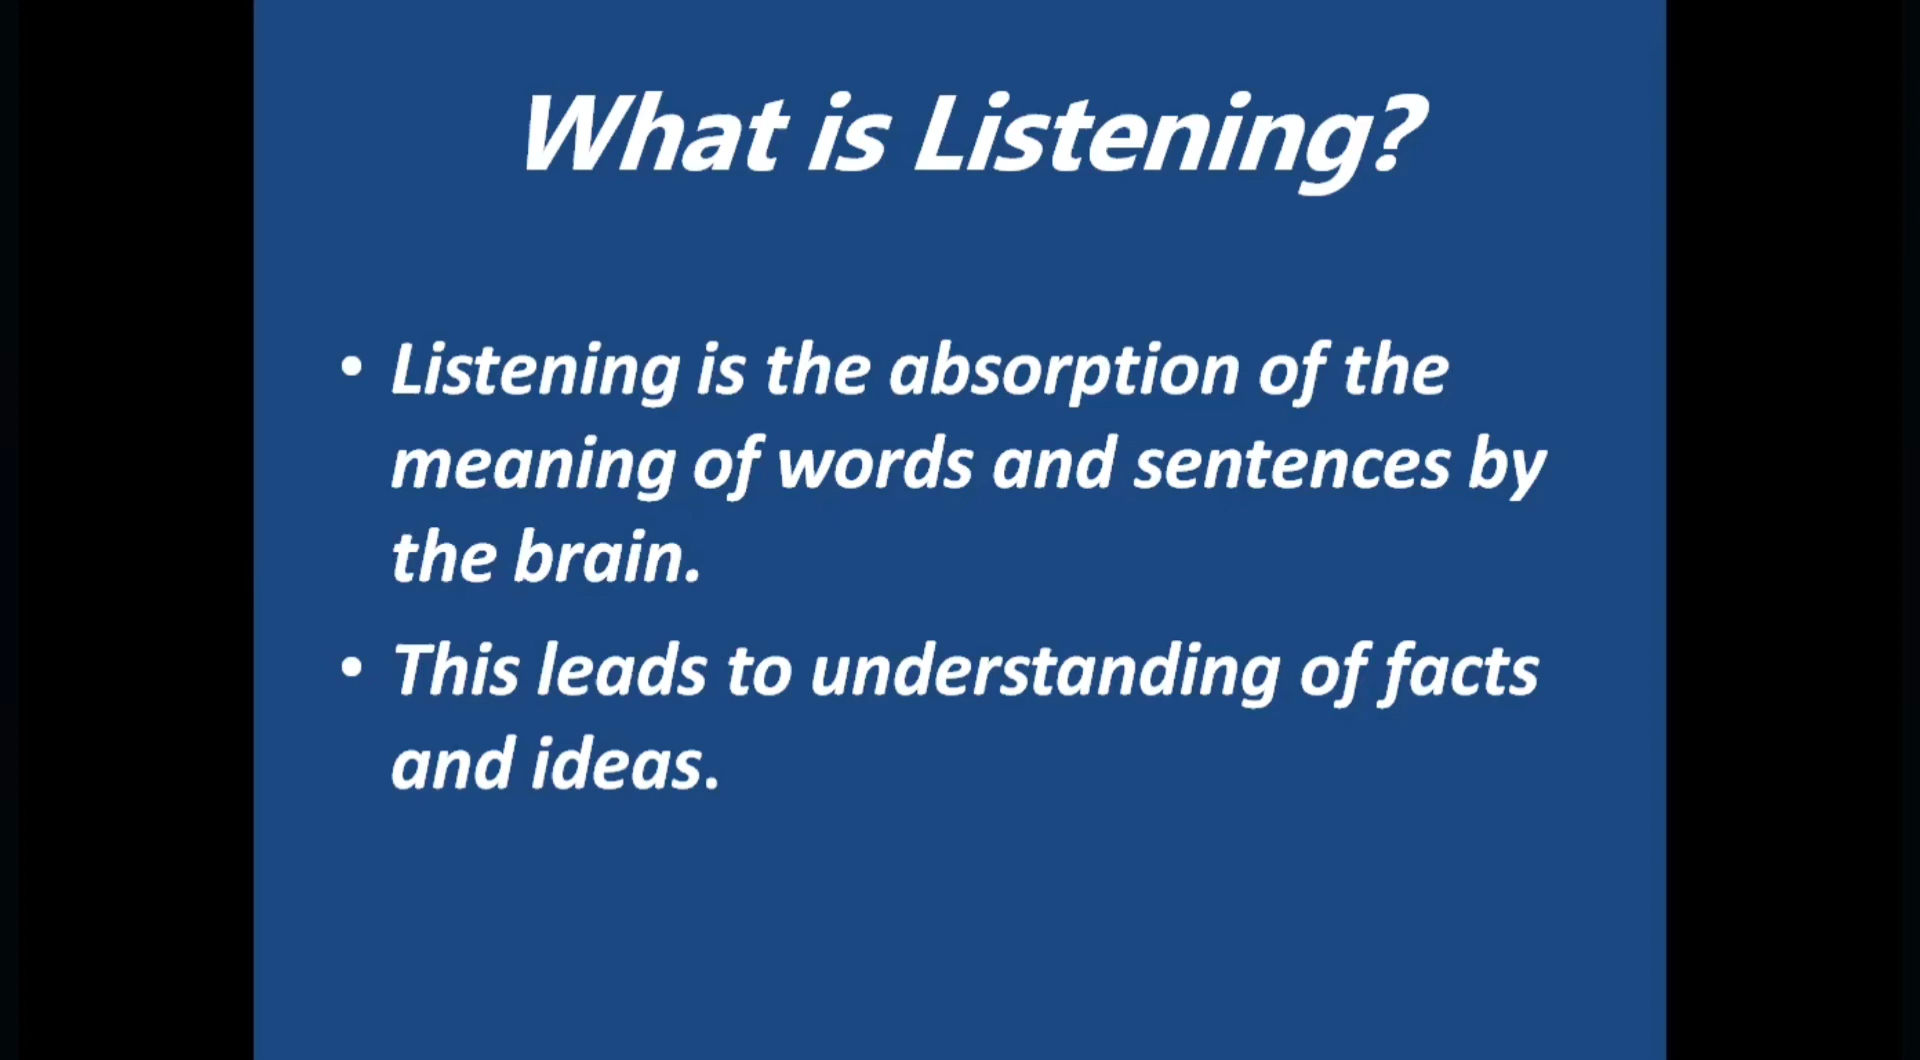 What is Listening?
• Listening is the absorption of the
meaning of words and sentences by
the brain.
• This leads to understanding of facts
and ideas.